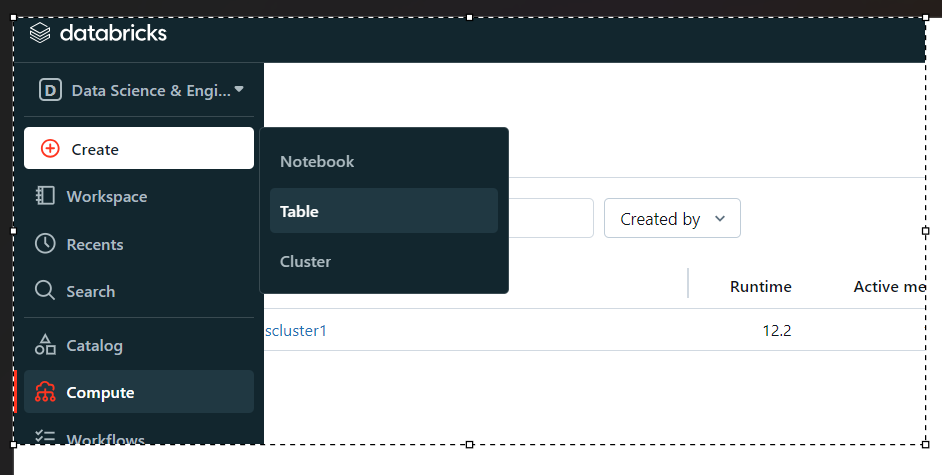 databricks
D Data Science & Engi...
Create
Workspace
Recents
Search
Catalog
Compute
Workflows
Notebook
Table
Cluster
Created by
Runtime
Active me
scluster1
12.2